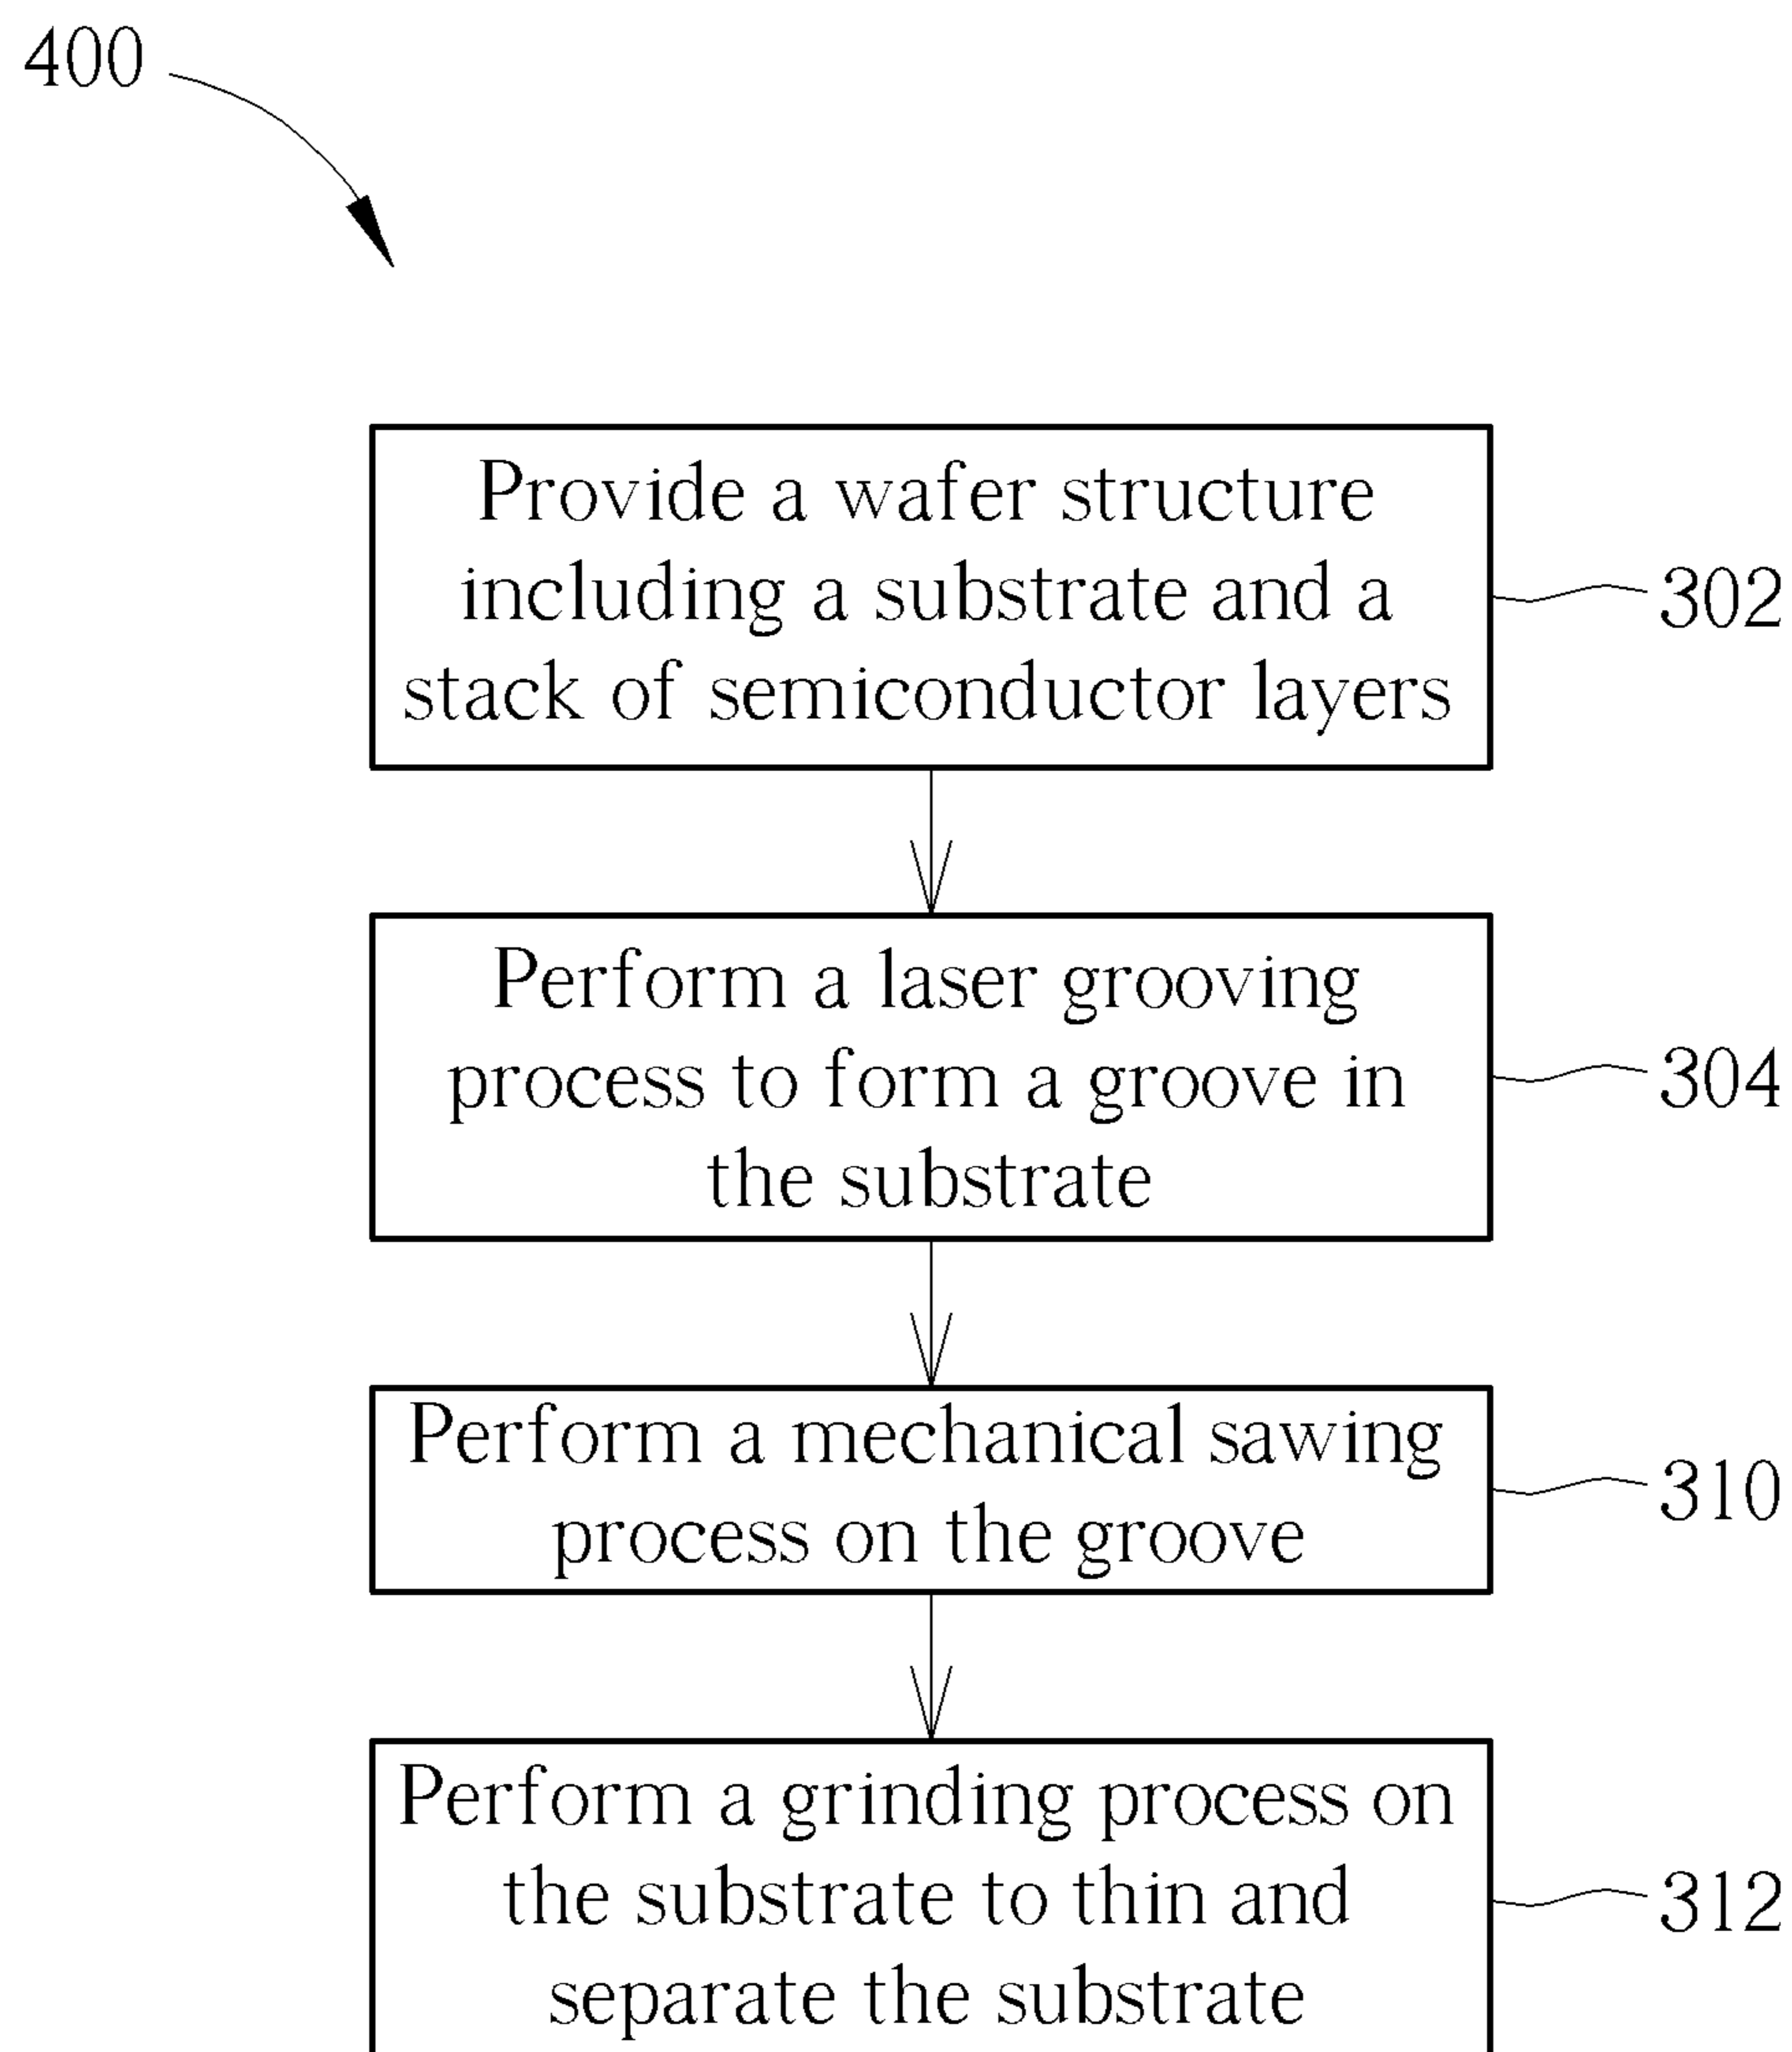 400
Provide a wafer structure
including a substrate and a
stack of semiconductor layers
302
Perform a laser grooving
process to form a groove in
the substrate
304
Perform a mechanical sawing
process on the groove
310
Perform a grinding process on
the substrate to thin and
separate the substrate
312